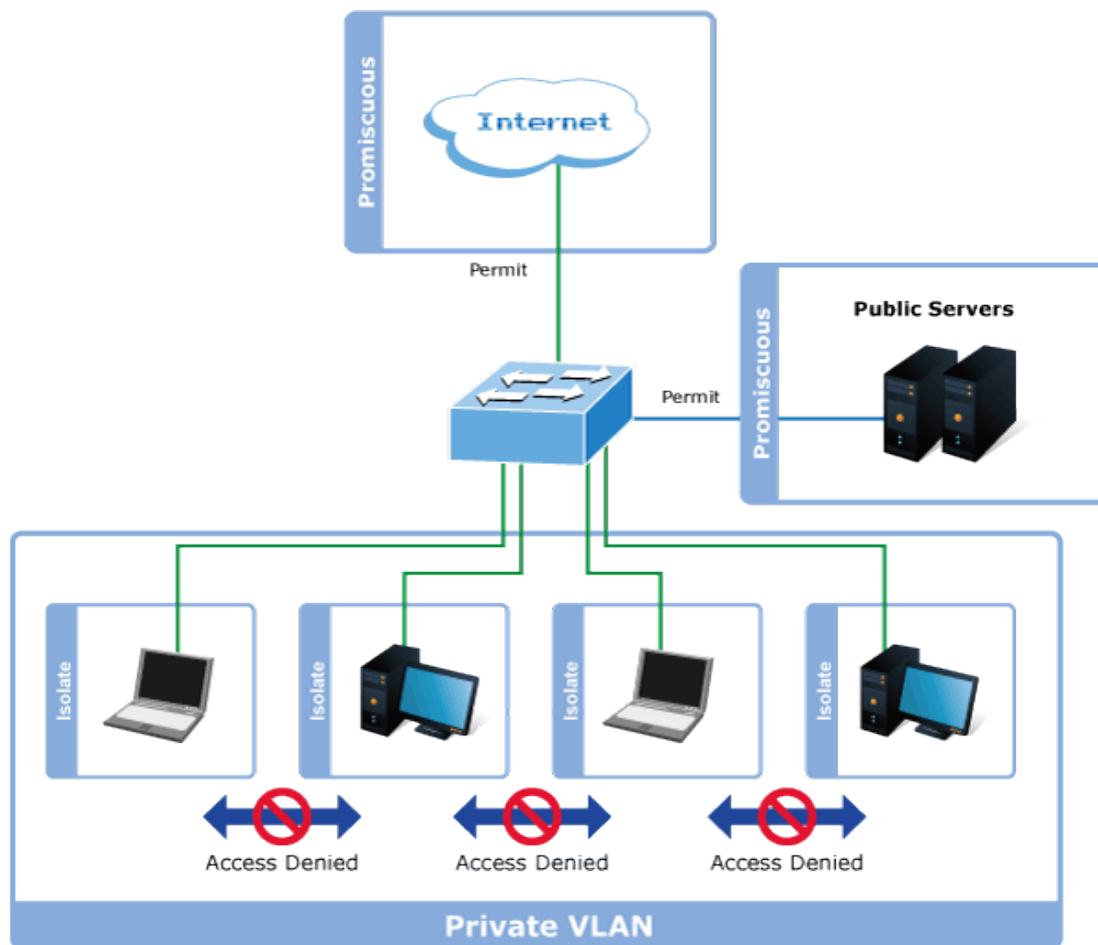 Promiscuous
Internet
Permit
Promiscuous
Public Servers
Permit
Isolate
Isolate
Isolate
Isolate
Access Denied
Access Denied
Access Denied
Private VLAN